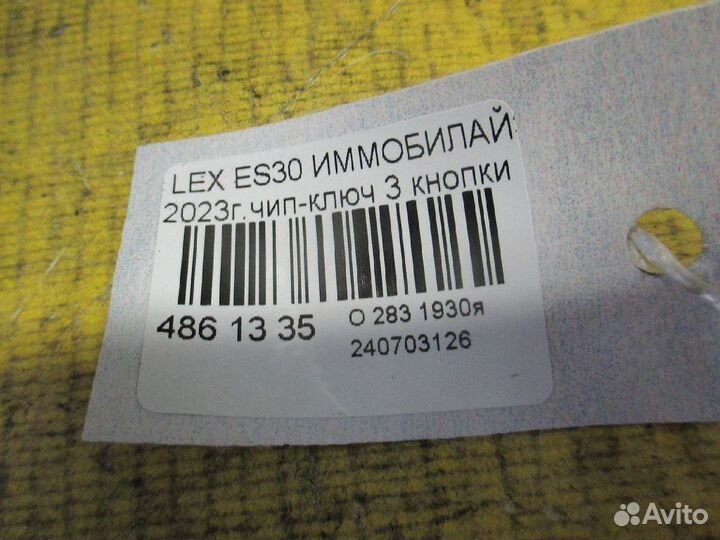 LEX ES30 ИММОБИЛАЙ
2023г.чип-ключ 3 кнопки
486 13 35
О 283 1930я
240703126
Avito